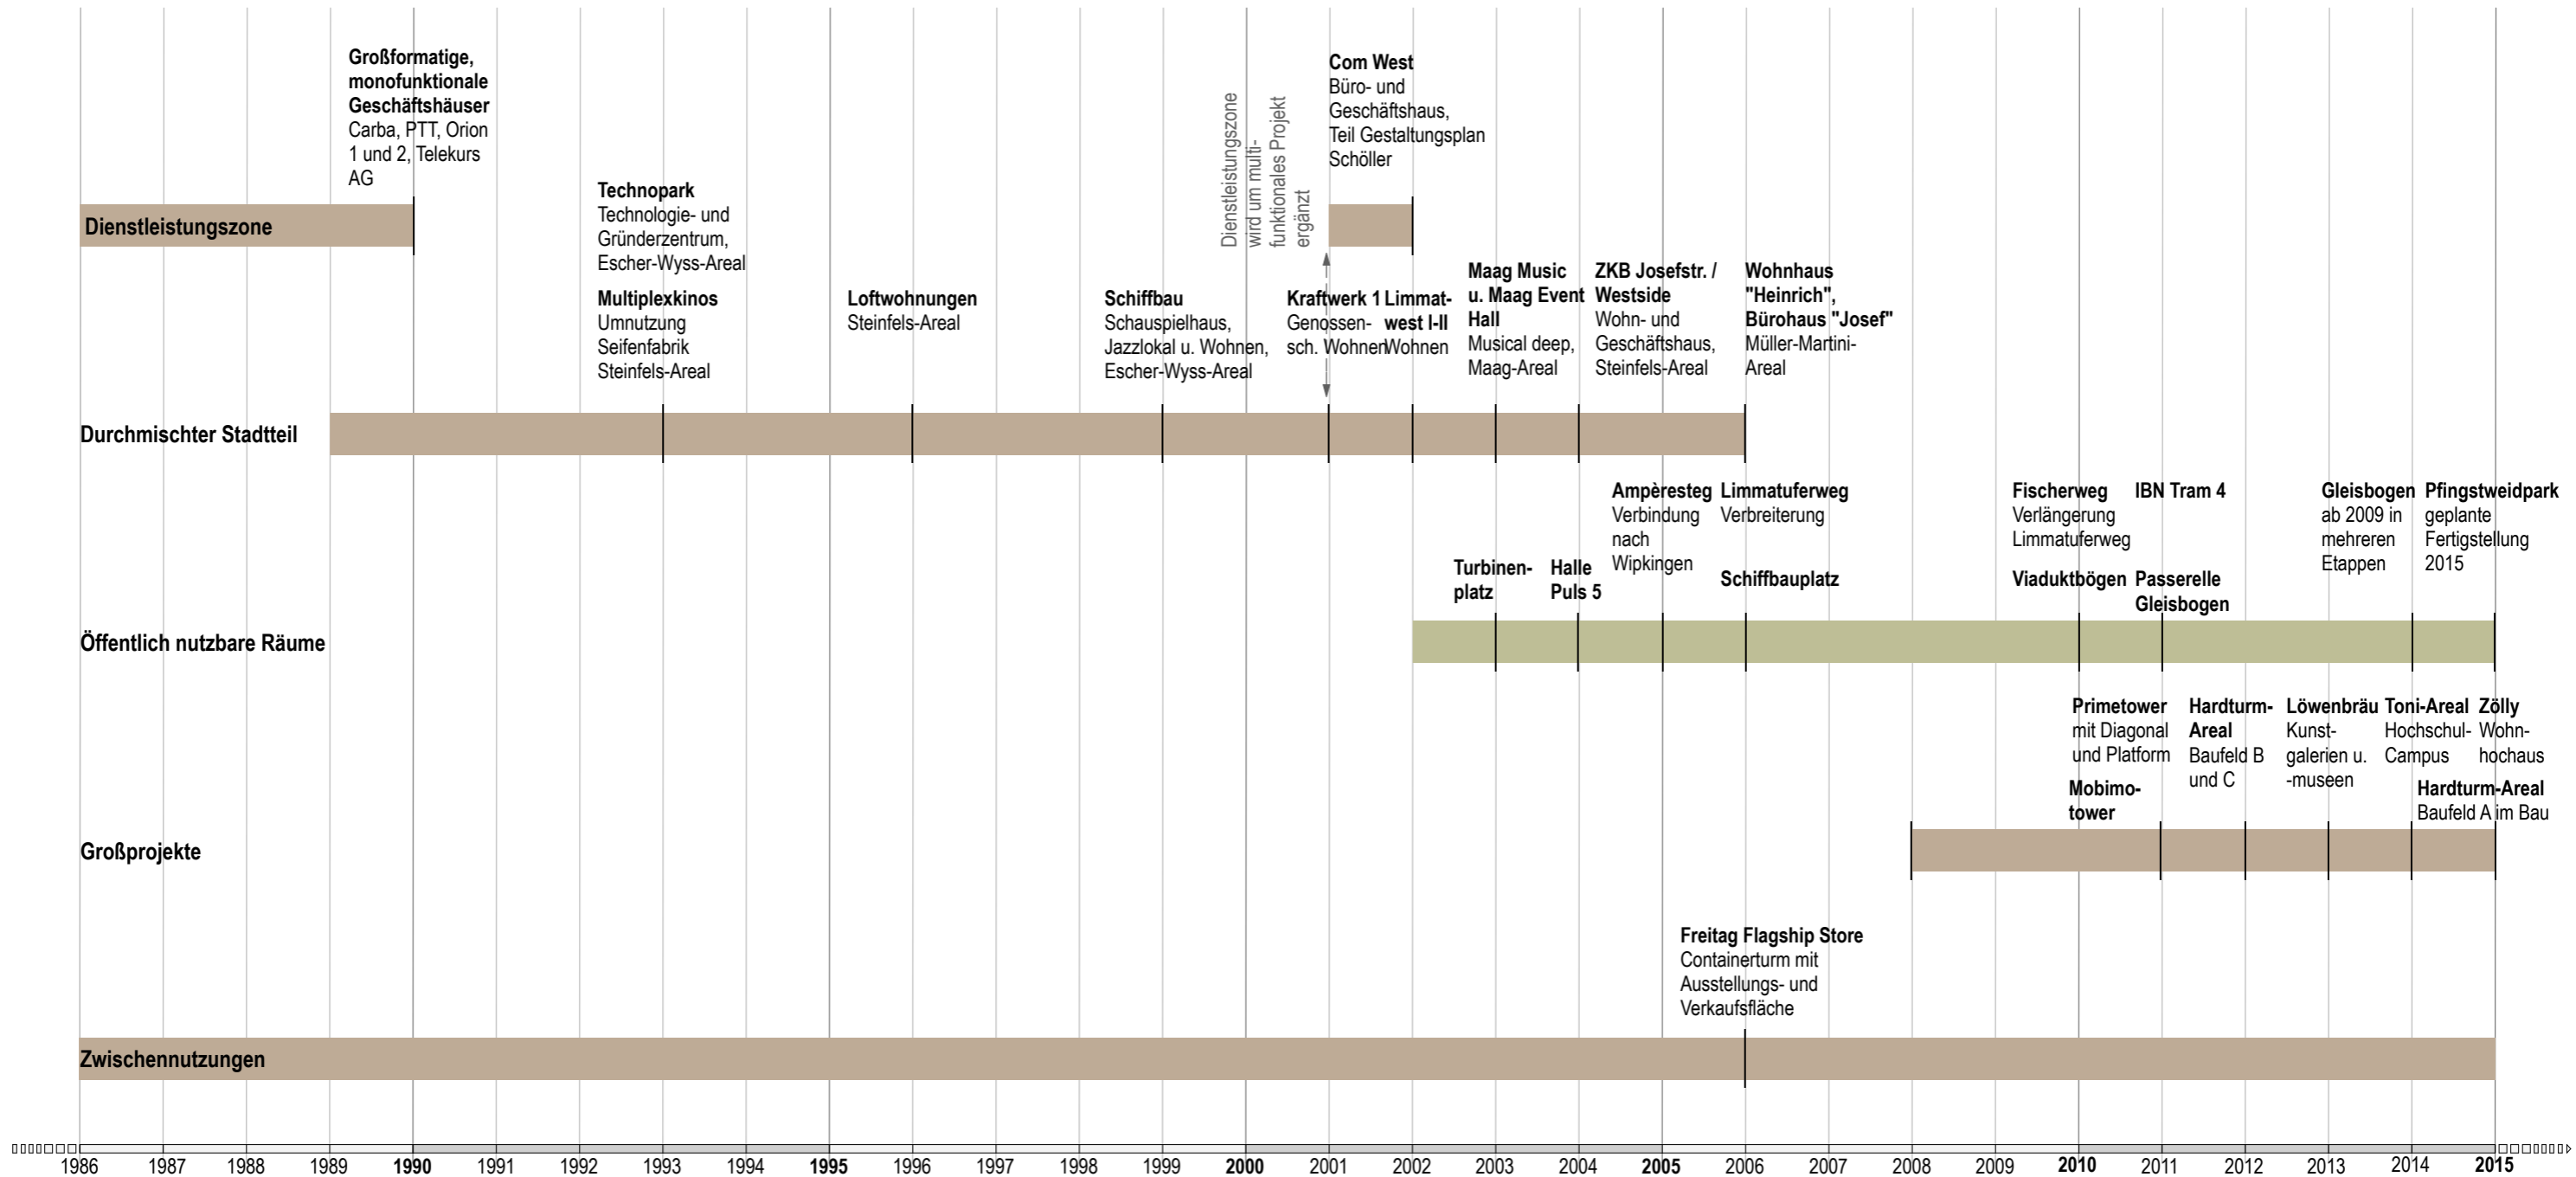 Großformatige,
monofunktionale
Geschäftshäuser
Carba, PTT, Orion
1 und 2, Telekurs
AG
Dienstleistungszone
wird um multi-
funktionales Projekt
ergänzt
Com West
Büro- und
Geschäftshaus,
Teil Gestaltungsplan
Schöller
Dienstleistungszone
Technopark
Technologie- und
Gründerzentrum,
Escher-Wyss-Areal
Multiplexkinos
Umnutzung
Seifenfabrik
Steinfels-Areal
Loftwohnungen
Steinfels-Areal
Schiffbau
Schauspielhaus,
Jazzlokal u. Wohnen,
Escher-Wyss-Areal
Kraftwerk 1
Genossen-
sch. Wohnen
Limmat-
west I-II
Wohnen
Maag Music
u. Maag Event
Hall
Musical deep,
Maag-Areal
ZKB Josefstr. /
Westside
Wohn- und
Geschäftshaus,
Steinfels-Areal
Wohnhaus
"Heinrich",
Bürohaus "Josef"
Müller-Martini-
Areal
Durchmischter Stadtteil
Turbinen-
platz
Halle
Puls 5
Ampèresteg
Verbindung
nach
Wipkingen
Limmatuferweg
Verbreiterung
Schiffbauplatz
Fischerweg
Verlängerung
Limmatuferweg
Viaduktbögen
IBN Tram 4
Passerelle
Gleisbogen
Gleisbogen
ab 2009 in
mehreren
Etappen
Pfingstweidpark
geplante
Fertigstellung
2015
Öffentlich nutzbare Räume
Primetower
mit Diagonal
und Platform
Mobimo-
tower
Hardturm-
Areal
Baufeld B
und C
Löwenbräu
Kunst-
galerien u.
-museen
Toni-Areal
Hochschul-
Campus
Zölly
Wohn-
hochaus
Hardturm-Areal
Baufeld A im Bau
Großprojekte
Freitag Flagship Store
Containerturm mit
Ausstellungs- und
Verkaufsfläche
Zwischennutzungen
1986 1987 1988 1989 1990 1991 1992 1993 1994 1995 1996 1997 1998 1999 2000 2001 2002 2003 2004 2005 2006 2007 2008 2009 2010 2011 2012 2013 2014 2015